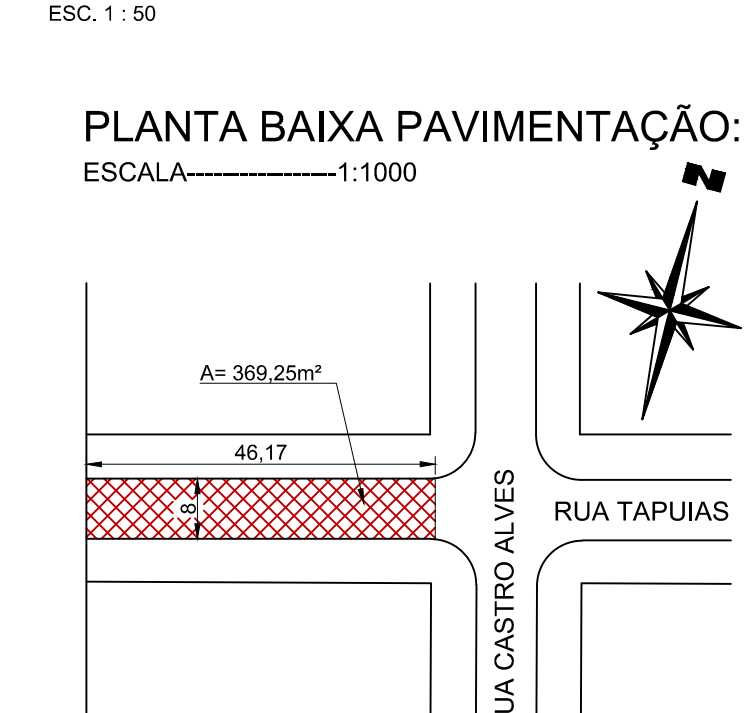 ESC. 1 : 50
PLANTA BAIXA PAVIMENTAÇÃO:
ESCALA-----------------1:1000
N
A= 369,25m²
46,17
8
RUA TAPUIAS
UA CASTRO ALVES